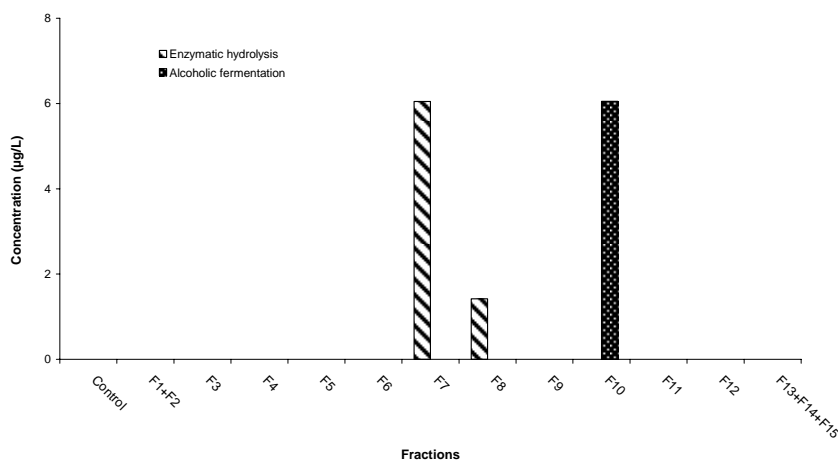 8
Enzymatic hydrolysis
Alcoholic fermentation
6
4
2
0
Concentration (µg/L)
Control
F1+F2
F3
F4
F5
F6
F7
F8
F9
F10
F11
F12
F13+F14+F15
Fractions